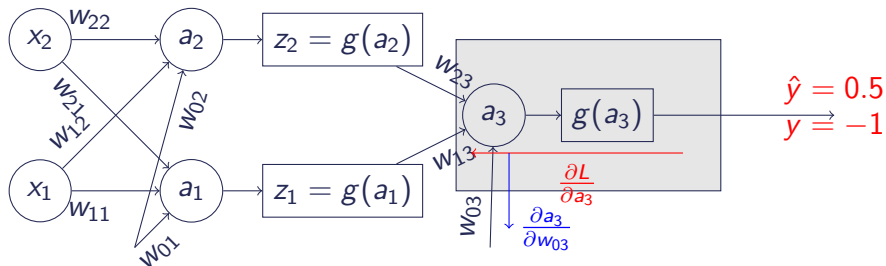 x₂
w₂₂
a₂
z₂ = g(a₂)
w₂₁
w₁₂
w₀₂
w₂₃
a₃
g(a₃)
ŷ = 0.5
y = −1
x₁
w₁₁
a₁
z₁ = g(a₁)
w₁₃
∂L/∂a₃
w₀₁
w₀₃
∂a₃/∂w₀₃